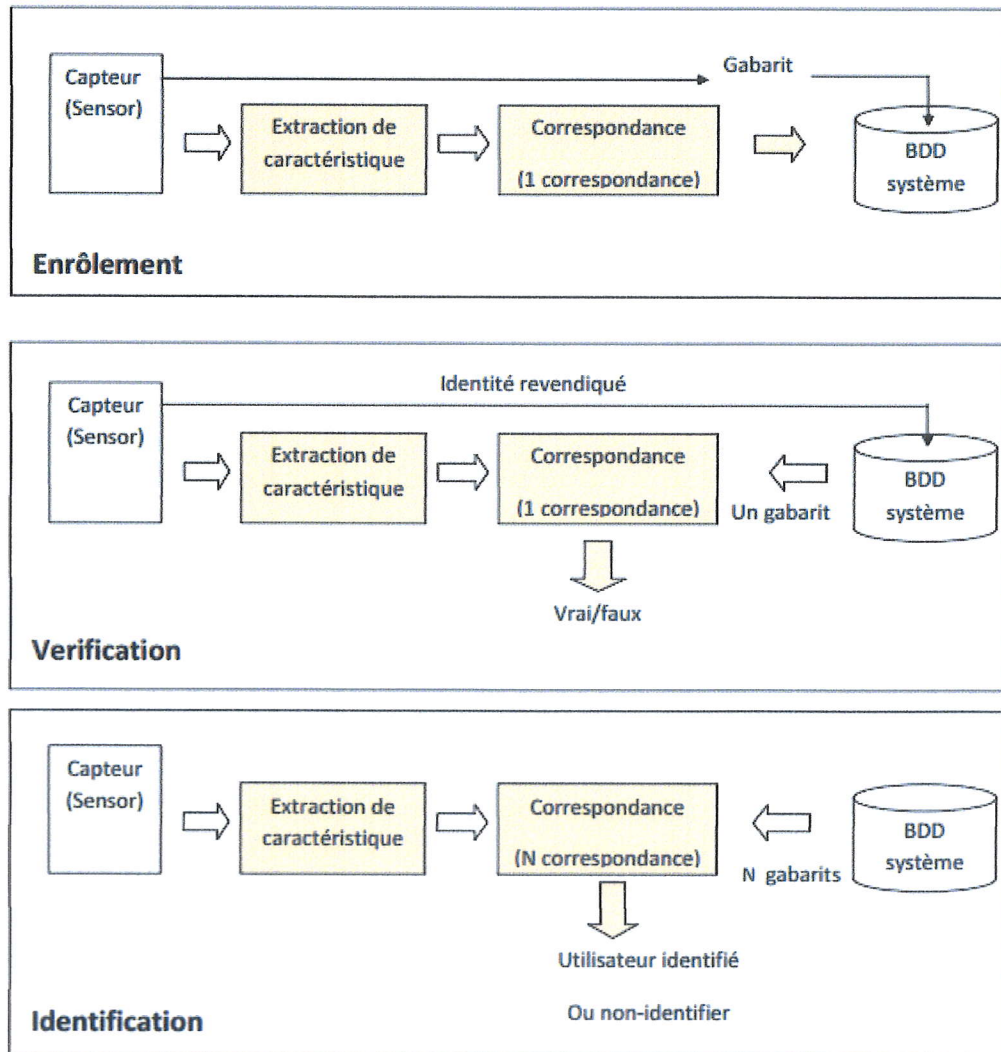 Capteur
(Sensor)
Gabarit
Extraction de
caractéristique
Correspondance
(1 correspondance)
BDD
système
Enrôlement
Identité revendiqué
Capteur
(Sensor)
Extraction de
caractéristique
Correspondance
(1 correspondance)
Un gabarit
BDD
système
Vrai/faux
Verification
Capteur
(Sensor)
Extraction de
caractéristique
Correspondance
(N correspondance)
N gabarits
BDD
système
Utilisateur identifié
Ou non-identifier
Identification